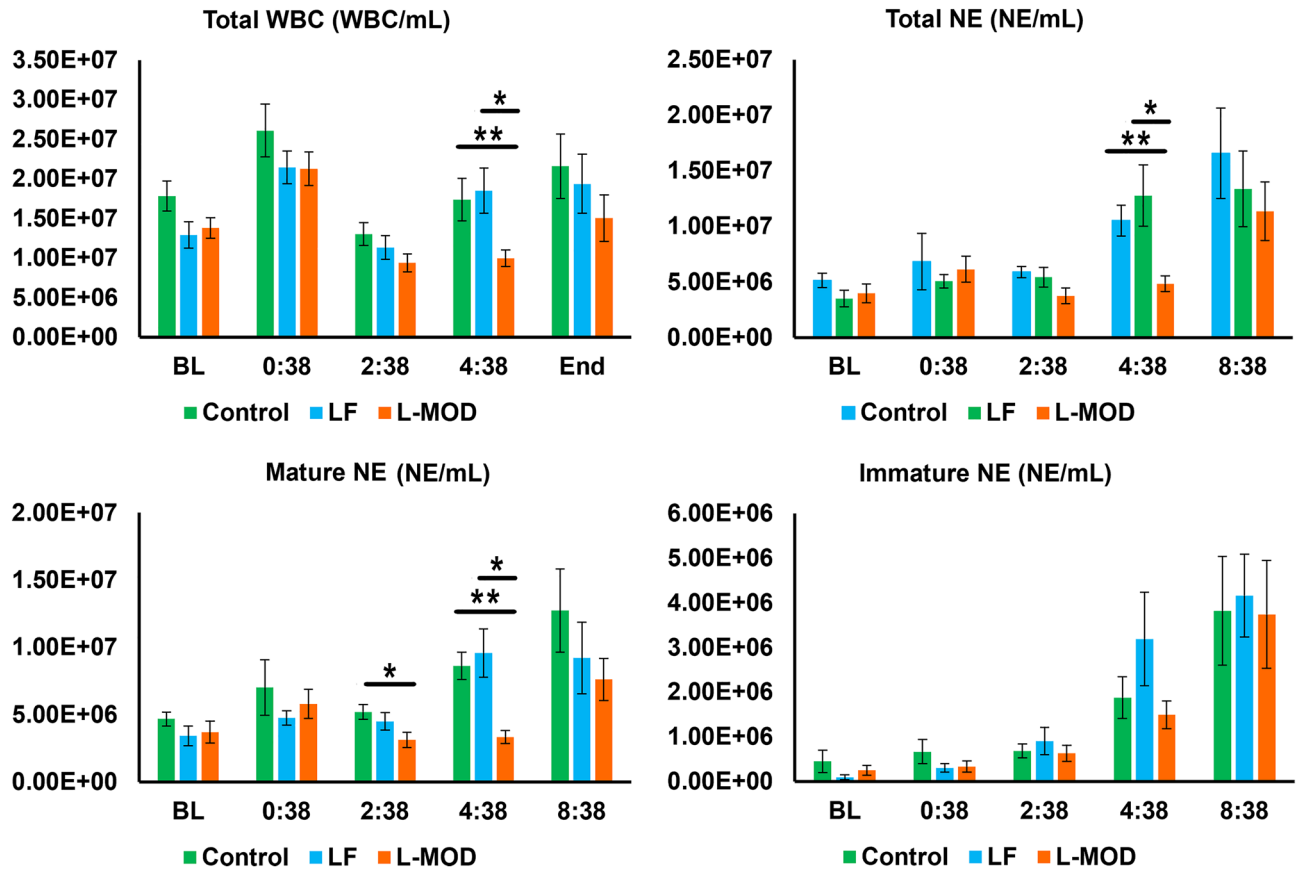 Total WBC (WBC/mL)
3.50E+07
3.00E+07
2.50E+07
2.00E+07
1.50E+07
1.00E+07
5.00E+06
0.00E+00
*
**
BL 0:38 2:38 4:38 End
Control LF L-MOD
Total NE (NE/mL)
2.50E+07
2.00E+07
1.50E+07
1.00E+07
5.00E+06
0.00E+00
*
**
BL 0:38 2:38 4:38 8:38
Control LF L-MOD
Mature NE (NE/mL)
2.00E+07
1.50E+07
1.00E+07
5.00E+06
0.00E+00
*
**
*
BL 0:38 2:38 4:38 8:38
Control LF L-MOD
Immature NE (NE/mL)
6.00E+06
5.00E+06
4.00E+06
3.00E+06
2.00E+06
1.00E+06
0.00E+00
BL 0:38 2:38 4:38 8:38
Control LF L-MOD